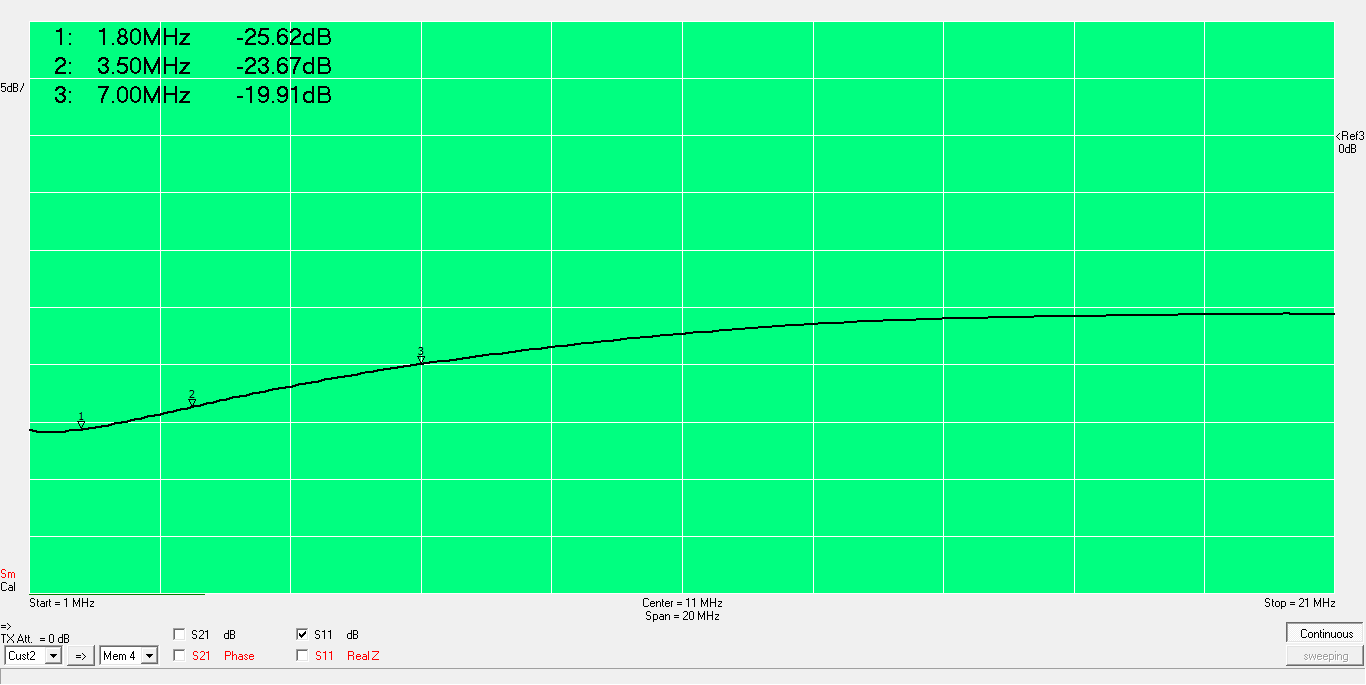 1: 1.80MHz -25.62dB
2: 3.50MHz -23.67dB
3: 7.00MHz -19.91dB
5dB/
<Ref3
0dB
1
2
3
Sm
Cal
Start = 1 MHz
Center = 11 MHz
Stop = 21 MHz
Span = 20 MHz
=>
TX Att. = 0 dB
S21 dB
S11 dB
Continuous
Cust2
=>
Mem 4
S21 Phase
S11 Real Z
sweeping